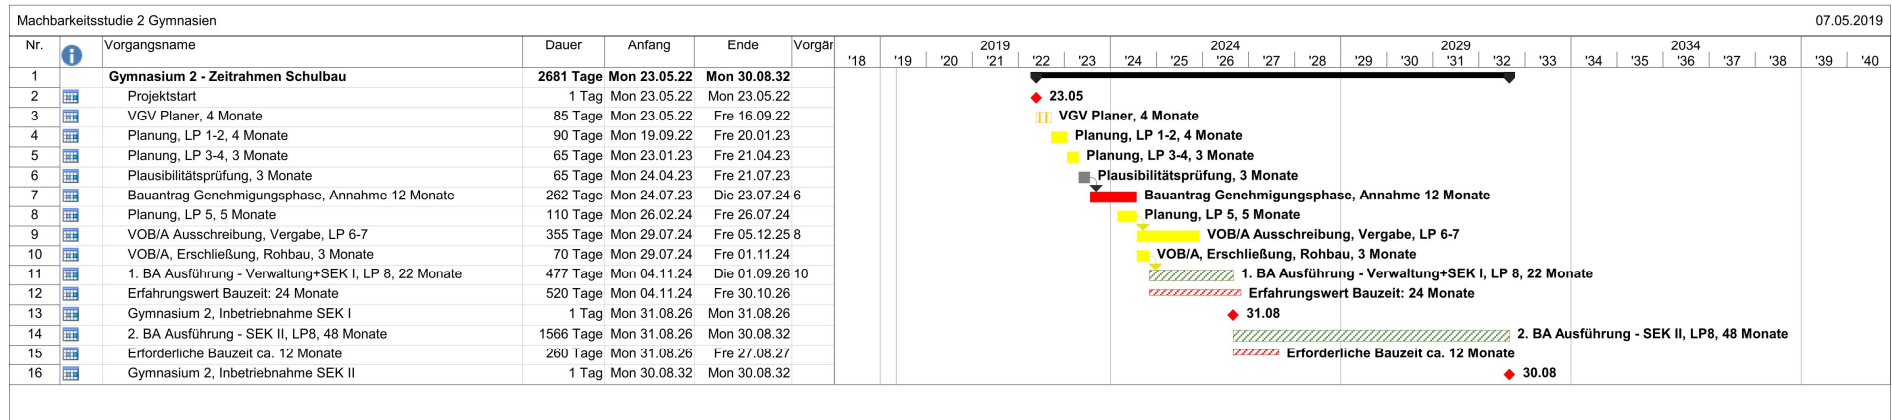 Machbarkeitsstudie 2 Gymnasien 07.05.2019
Nr. Vorgangsname Dauer Anfang Ende Vorgär 2019 2024 2029 2034
'18 '19 '20 '21 '22 '23 '24 '25 '26 '27 '28 '29 '30 '31 '32 '33 '34 '35 '36 '37 '38 '39 '40
1 Gymnasium 2 - Zeitrahmen Schulbau 2681 Tage Mon 23.05.22 Mon 30.08.32
2 Projektstart 1 Tag Mon 23.05.22 Mon 23.05.22 23.05
3 VGV Planer, 4 Monate 85 Tage Mon 23.05.22 Fre 16.09.22 VGV Planer, 4 Monate
4 Planung, LP 1-2, 4 Monate 90 Tage Mon 19.09.22 Fre 20.01.23 Planung, LP 1-2, 4 Monate
5 Planung, LP 3-4, 3 Monate 65 Tage Mon 23.01.23 Fre 21.04.23 Planung, LP 3-4, 3 Monate
6 Plausibilitätsprüfung, 3 Monate 65 Tage Mon 24.04.23 Fre 21.07.23 Plausibilitätsprüfung, 3 Monate
7 Bauantrag Genehmigungsphase, Annahme 12 Monate 262 Tage Mon 24.07.23 Die 23.07.24 6 Bauantrag Genehmigungsphase, Annahme 12 Monate
8 Planung, LP 5, 5 Monate 110 Tage Mon 26.02.24 Fre 26.07.24 Planung, LP 5, 5 Monate
9 VOB/A Ausschreibung, Vergabe, LP 6-7 355 Tage Mon 29.07.24 Fre 05.12.25 8 VOB/A Ausschreibung, Vergabe, LP 6-7
10 VOB/A, Erschließung, Rohbau, 3 Monate 70 Tage Mon 29.07.24 Fre 01.11.24 VOB/A, Erschließung, Rohbau, 3 Monate
11 1. BA Ausführung - Verwaltung+SEK I, LP 8, 22 Monate 477 Tage Mon 04.11.24 Die 01.09.26 10 1. BA Ausführung - Verwaltung+SEK I, LP 8, 22 Monate
12 Erfahrungswert Bauzeit: 24 Monate 520 Tage Mon 04.11.24 Fre 30.10.26 Erfahrungswert Bauzeit: 24 Monate
13 Gymnasium 2, Inbetriebnahme SEK I 1 Tag Mon 31.08.26 Mon 31.08.26 31.08
14 2. BA Ausführung - SEK II, LP8, 48 Monate 1566 Tage Mon 31.08.26 Mon 30.08.32 2. BA Ausführung - SEK II, LP8, 48 Monate
15 Erforderliche Bauzeit ca. 12 Monate 260 Tage Mon 31.08.26 Fre 27.08.27 Erforderliche Bauzeit ca. 12 Monate
16 Gymnasium 2, Inbetriebnahme SEK II 1 Tag Mon 30.08.32 Mon 30.08.32 30.08